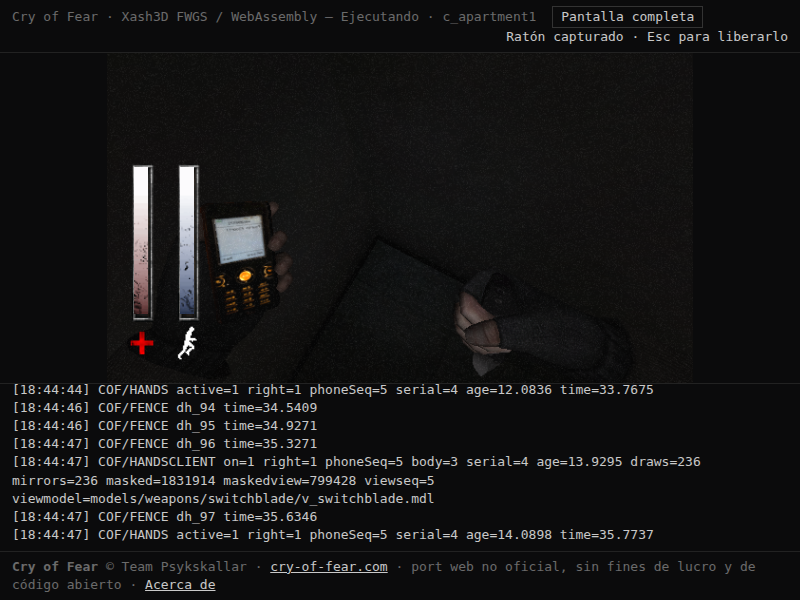 Cry of Fear · Xash3D FWGS / WebAssembly — Ejecutando · c_apartment1
Pantalla completa
Ratón capturado · Esc para liberarlo
[18:44:44] COF/HANDS active=1 right=1 phoneSeq=5 serial=4 age=12.0836 time=33.7675
[18:44:46] COF/FENCE dh_94 time=34.5409
[18:44:46] COF/FENCE dh_95 time=34.9271
[18:44:47] COF/FENCE dh_96 time=35.3271
[18:44:47] COF/HANDSCLIENT on=1 right=1 phoneSeq=5 body=3 serial=4 age=13.9295 draws=236
mirrors=236 masked=1831914 maskedview=799428 viewseq=5
viewmodel=models/weapons/switchblade/v_switchblade.mdl
[18:44:47] COF/FENCE dh_97 time=35.6346
[18:44:47] COF/HANDS active=1 right=1 phoneSeq=5 serial=4 age=14.0898 time=35.7737
Cry of Fear © Team Psykskallar · cry-of-fear.com · port web no oficial, sin fines de lucro y de
código abierto · Acerca de